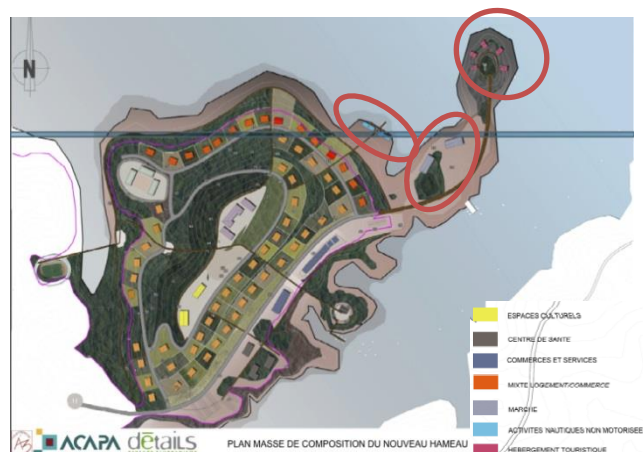 N
ESPACES CULTURELS
CENTRE DE SANTE
COMMERCES ET SERVICES
MIXTE LOGEMENT/COMMERCE
MARCHE
ACTIVITES NAUTIQUES NON MOTORISEE
HEBERGEMENT TOURISTIQUE
ACAPA détails PLAN MASSE DE COMPOSITION DU NOUVEAU HAMEAU